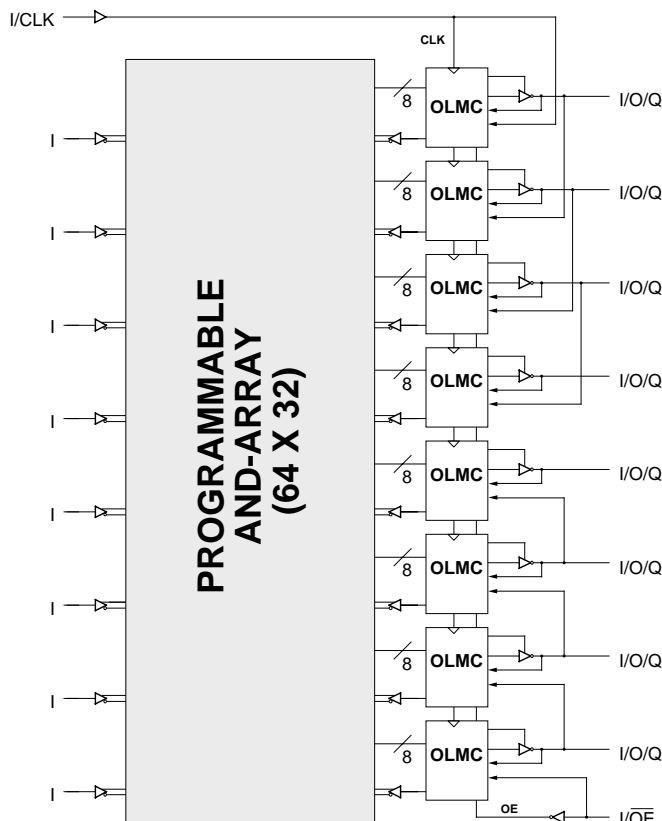 I/CLK
CLK
8
OLMC
I/O/Q
I
8
OLMC
I/O/Q
I
8
OLMC
I/O/Q
I
8
OLMC
I/O/Q
I
PROGRAMMABLE
AND-ARRAY
(64 X 32)
8
OLMC
I/O/Q
I
8
OLMC
I/O/Q
I
8
OLMC
I/O/Q
I
8
OLMC
I/O/Q
I
OE
I/O̅E̅